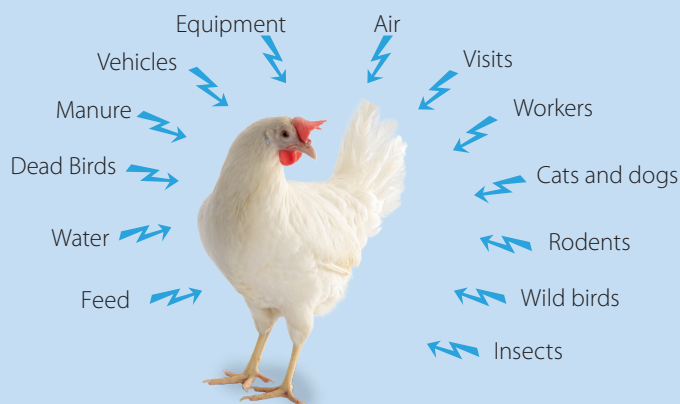 Equipment
Air
Vehicles
Visits
Manure
Workers
Dead Birds
Cats and dogs
Water
Rodents
Feed
Wild birds
Insects